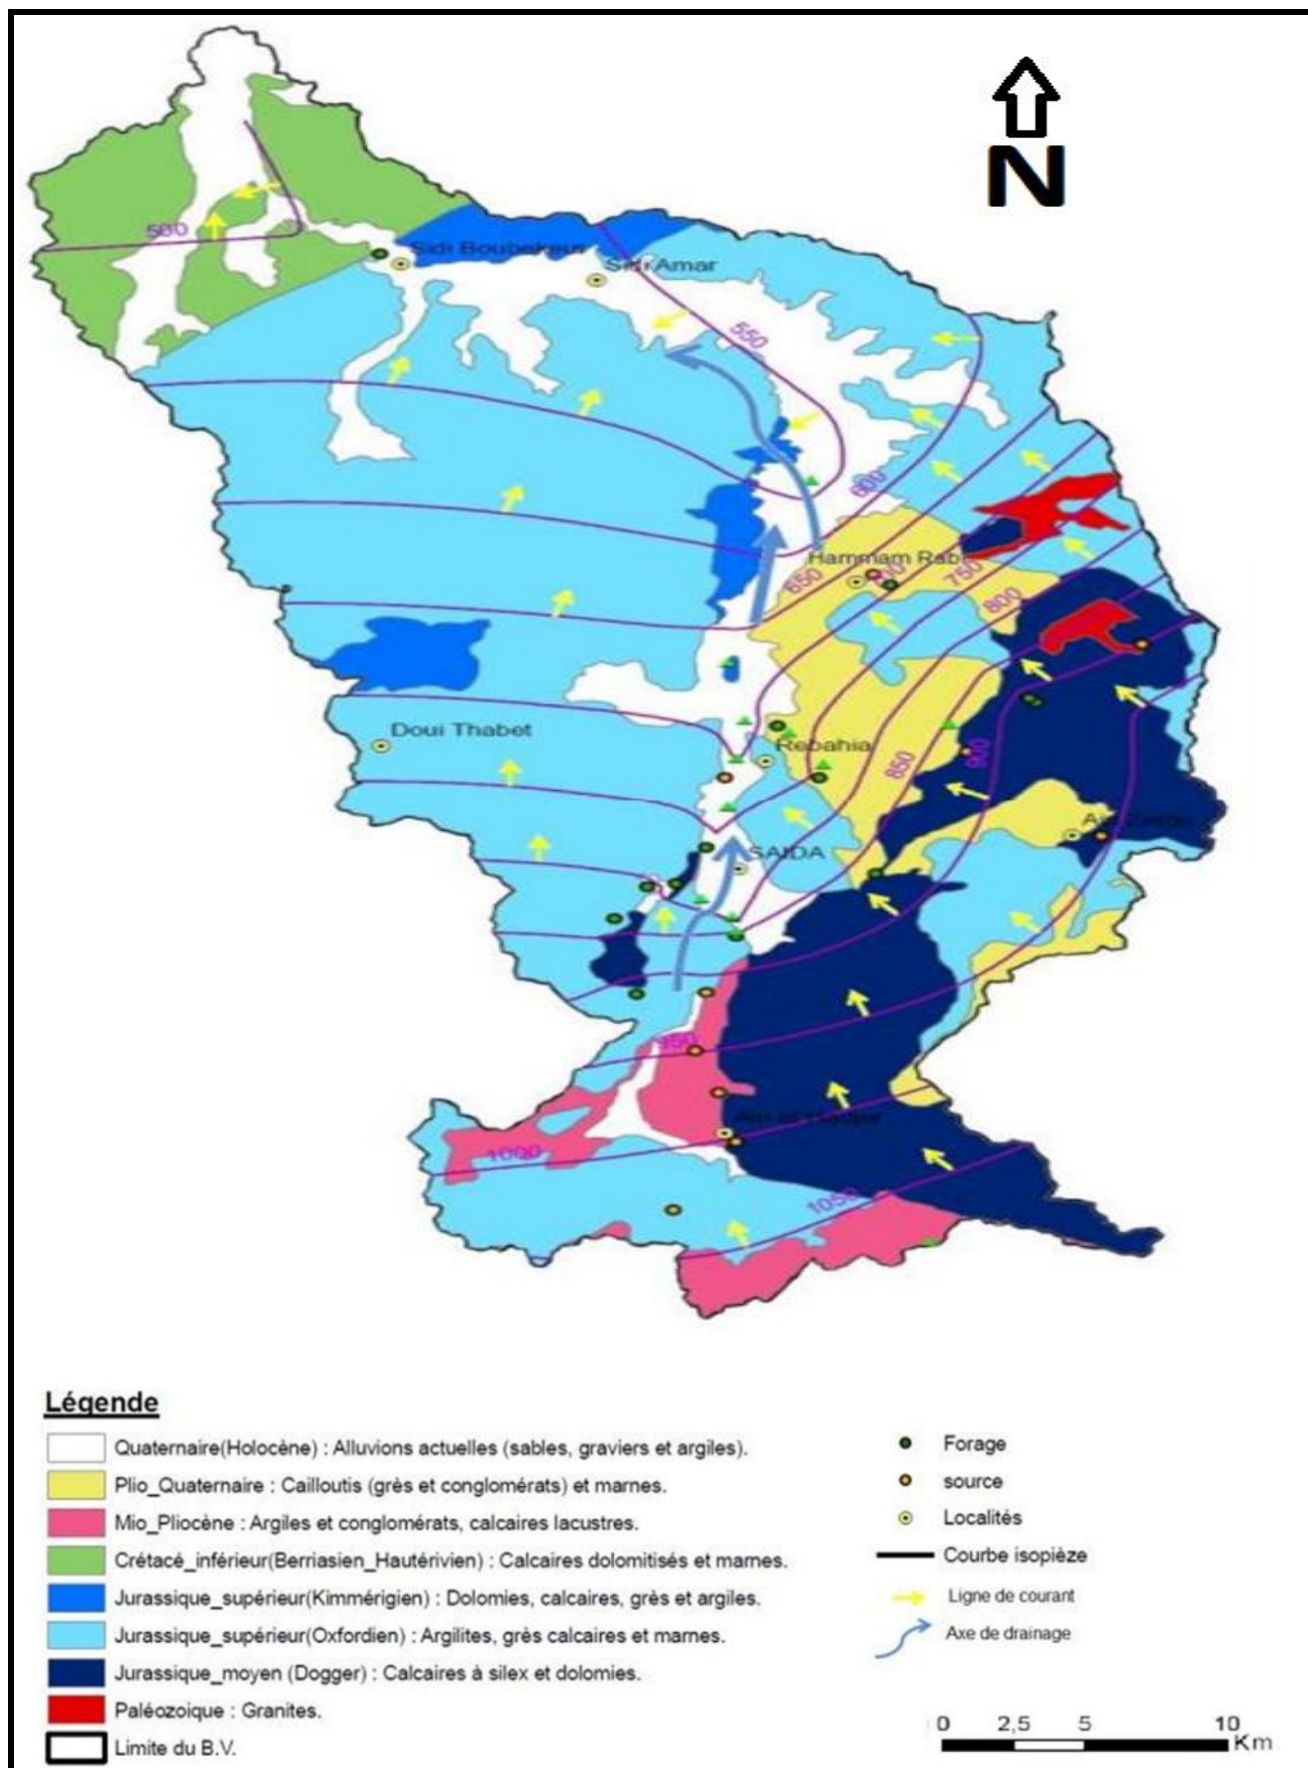 N
500
Sidi Boubekeur
Sidi Amar
550
600
Hammam Rabi
650
750
800
Doui Thabet
Rebahia
850
900
SAIDA
950
1000
1050
Légende
Quaternaire(Holocène) : Alluvions actuelles (sables, graviers et argiles).
Plio_Quaternaire : Cailloutis (grès et conglomérats) et marnes.
Mio_Pliocène : Argiles et conglomérats, calcaires lacustres.
Crétacé_inférieur(Berriasien_Hautérivien) : Calcaires dolomitisés et marnes.
Jurassique_supérieur(Kimmérigien) : Dolomies, calcaires, grès et argiles.
Jurassique_supérieur(Oxfordien) : Argilites, grès calcaires et marnes.
Jurassique_moyen (Dogger) : Calcaires à silex et dolomies.
Paléozoique : Granites.
Limite du B.V.
Forage
source
Localités
Courbe isopièze
Ligne de courant
Axe de drainage
0 2,5 5 10
Km